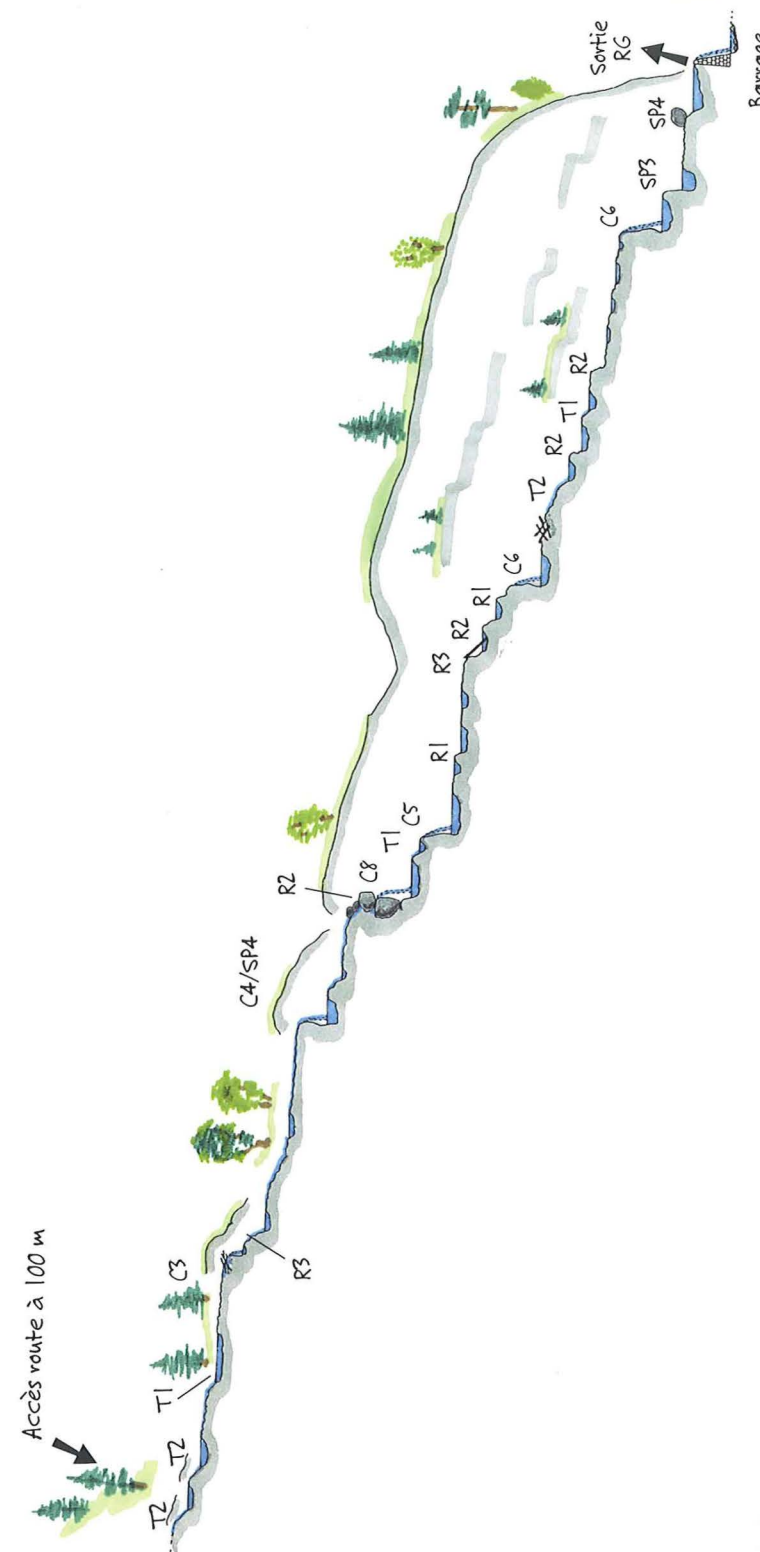 Accès route à 100 m
T2
T2
T1
C3
R3
C4/SP4
R2
C8
T1
C5
R1
R3
R2
R1
C6
T2
R2
T1
R2
C6
SP3
SP4
Sortie
RG
Barrage